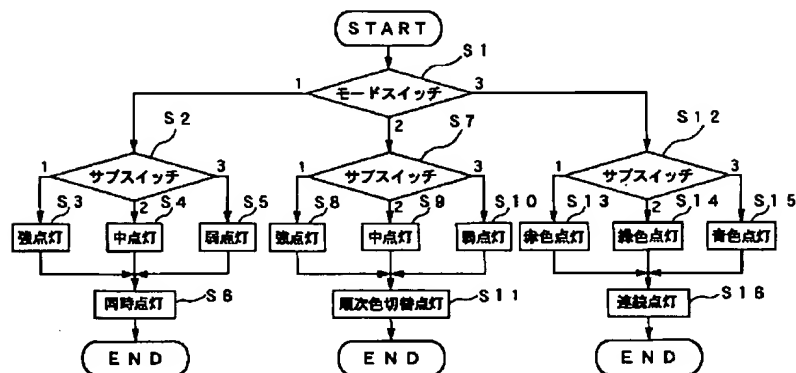 START
S1
1
モードスイッチ
3
2
S2
S7
S12
1
サブスイッチ
3
2
1
サブスイッチ
3
2
1
サブスイッチ
3
2
S3
S4
S5
S8
S9
S10
S13
S14
S15
強点灯
中点灯
弱点灯
強点灯
中点灯
弱点灯
赤色点灯
緑色点灯
青色点灯
同時点灯
S6
順次色切替点灯
S11
連続点灯
S16
END
END
END